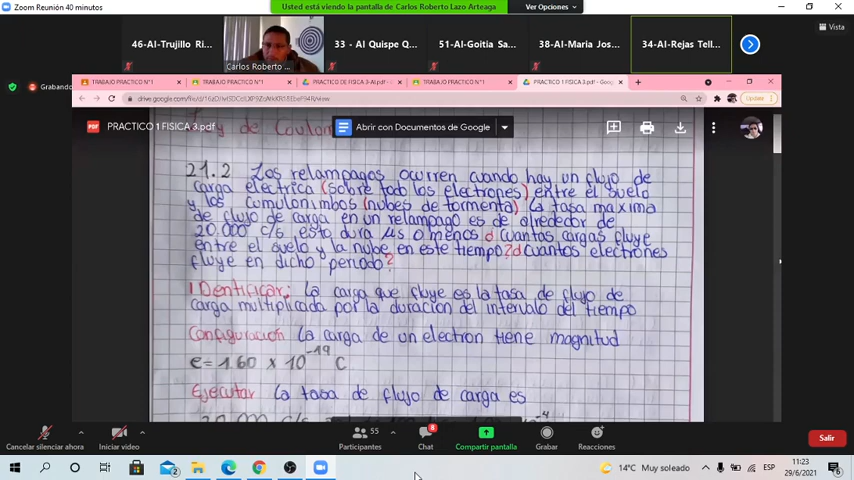 Zoom Reunión 40 minutos
Usted está viendo la pantalla de Carlos Roberto Lazo Arteaga
Ver Opciones
Vista
46-Al-Trujillo Ri...
Carlos Roberto ...
33 - Al Quispe Q...
51-Al-Goitia Sa...
38-Al-Maria Jos...
34-Al-Rejas Tell...
Grabando
TRABAJO PRACTICO N°1
TRABAJO PRACTICO N°1
PRACTICO DE FISICA 3-Al.pdf -
TRABAJO PRACTICO N°1
PRACTICO 1 FISICA 3.pdf - Goog
Update
PDF
PRACTICO 1 FISICA 3.pdf
Abrir con Documentos de Google
Ley de Coulom
21.2 Los relampagos ocurren cuando hay un flujo de
carga electrica (sobre todo los electrones) entre el suelo
y los cumulonimbos (nubes de tormenta) La tasa maxima
de flujo de carga en un relampago es de alrededor de
20.000 c/s esto dura μs o menos d cuantas cargas fluye
entre el suelo y la nube en este tiempo? d cuantos electrones
fluye en dicho periodo?
IDentificar: la carga que fluye es la tasa de flujo de
carga multiplicada por la duracion del intervalo del tiempo
Configuracion la carga de un electron tiene magnitud
e = 1.60 x 10⁻¹⁹ C
Ejecutar la tasa de flujo de carga es
20.000 c/s
Cancelar silenciar ahora
Iniciar video
55
Participantes
8
Chat
Compartir pantalla
Grabar
Reacciones
Salir
2
14°C Muy soleado
ESP
11:23
29/6/2021
6